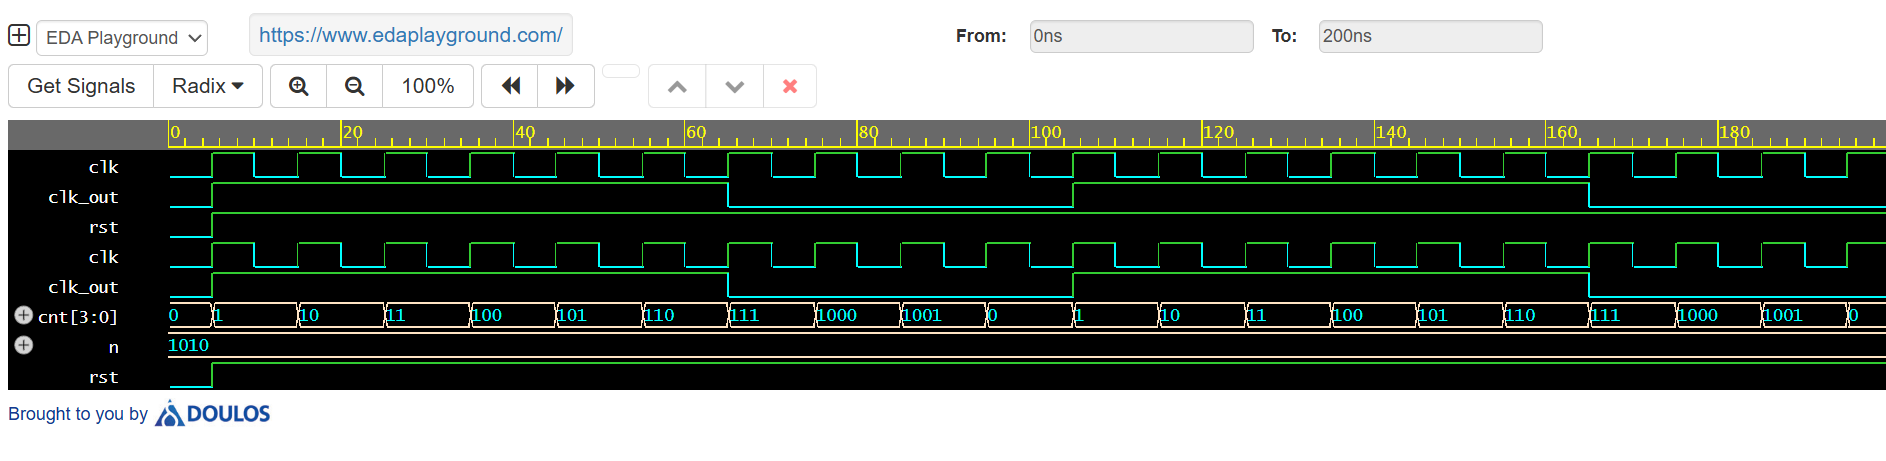 EDA Playground https://www.edaplayground.com/ From: 0ns To: 200ns
Get Signals Radix 100%
0 20 40 60 80 100 120 140 160 180
clk
clk_out
rst
clk
clk_out
cnt[3:0] 0 1 10 11 100 101 110 111 1000 1001 0 1 10 11 100 101 110 111 1000 1001 0
n 1010
rst
Brought to you by DOULOS